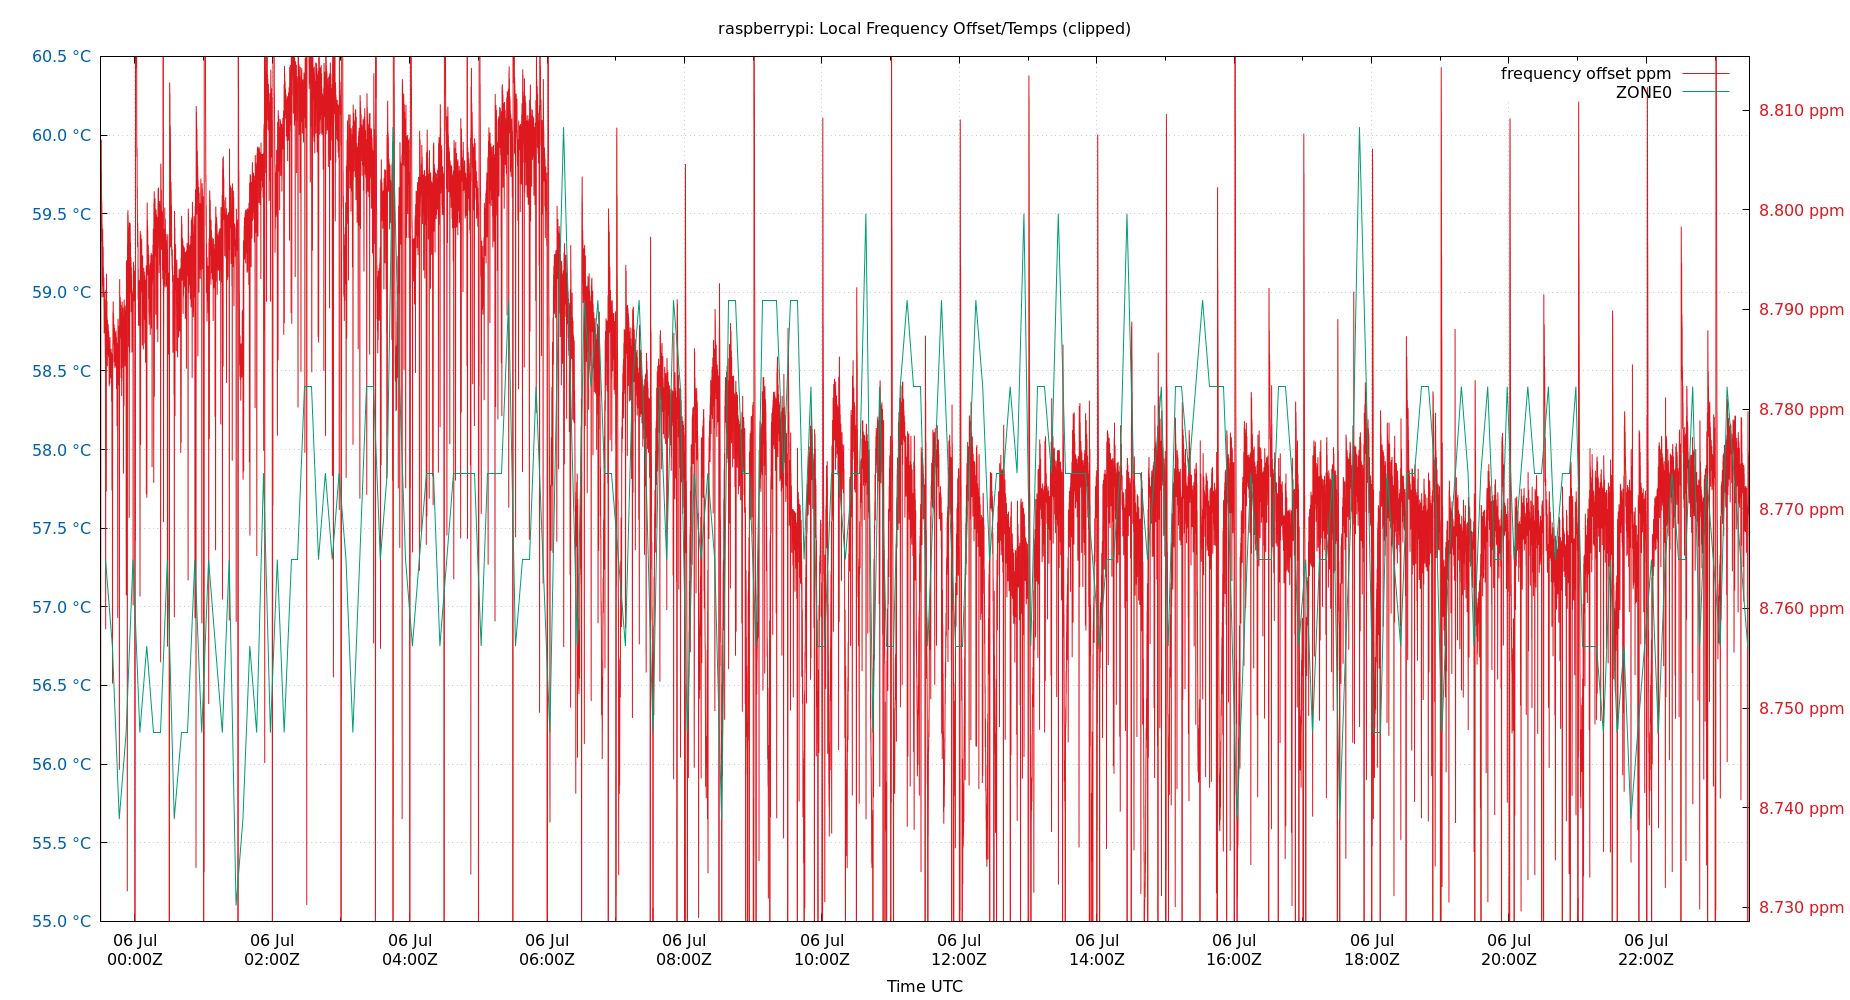 raspberrypi: Local Frequency Offset/Temps (clipped)
60.5 °C
60.0 °C
59.5 °C
59.0 °C
58.5 °C
58.0 °C
57.5 °C
57.0 °C
56.5 °C
56.0 °C
55.5 °C
55.0 °C
frequency offset ppm
ZONE0
8.810 ppm
8.800 ppm
8.790 ppm
8.780 ppm
8.770 ppm
8.760 ppm
8.750 ppm
8.740 ppm
8.730 ppm
06 Jul 06 Jul 06 Jul 06 Jul 06 Jul 06 Jul 06 Jul 06 Jul 06 Jul 06 Jul 06 Jul 06 Jul
00:00Z 02:00Z 04:00Z 06:00Z 08:00Z 10:00Z 12:00Z 14:00Z 16:00Z 18:00Z 20:00Z 22:00Z
Time UTC